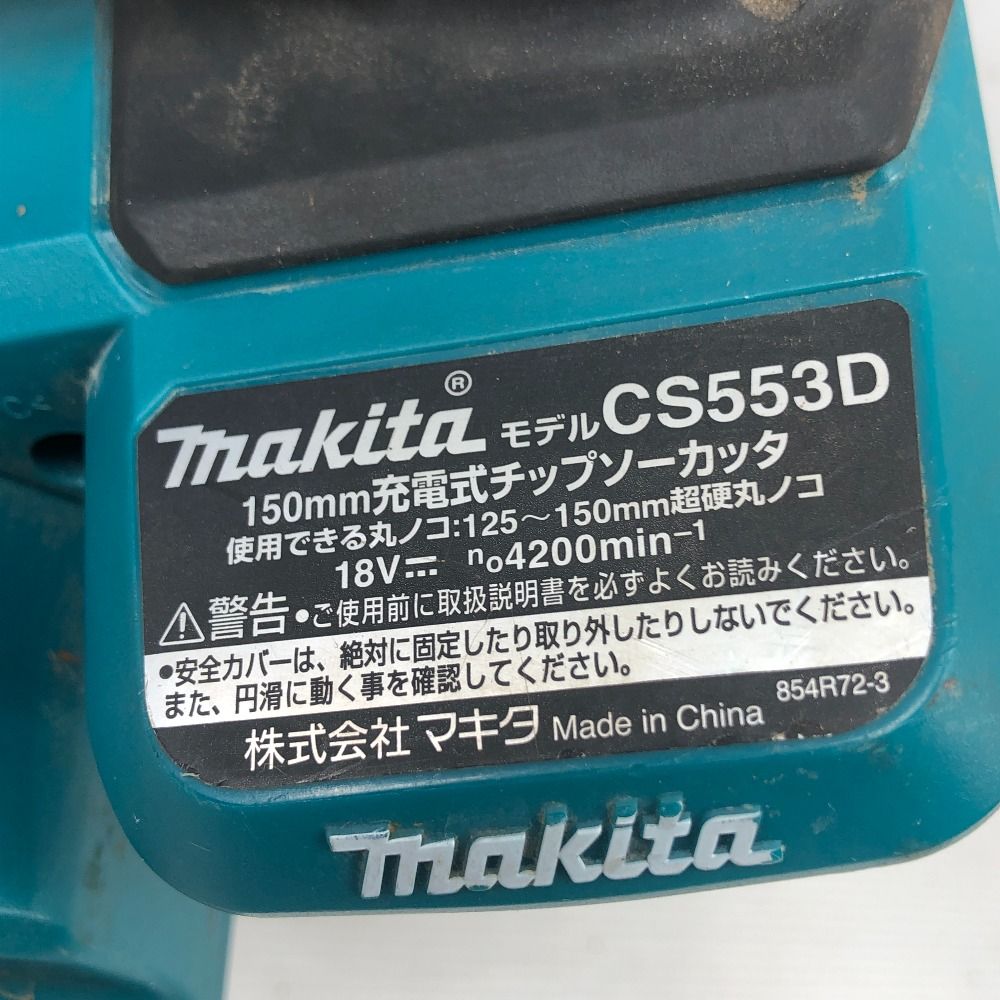 makita® モデル CS553D
150mm充電式チップソーカッタ
使用できる丸ノコ:125～150mm超硬丸ノコ
18V⎓ n₀4200min⁻¹
⚠警告 •ご使用前に取扱説明書を必ずよくお読みください。
•安全カバーは、絶対に固定したり取り外したりしないでください。
また、円滑に動く事を確認してください。
854R72-3
株式会社 マキタ Made in China
makita